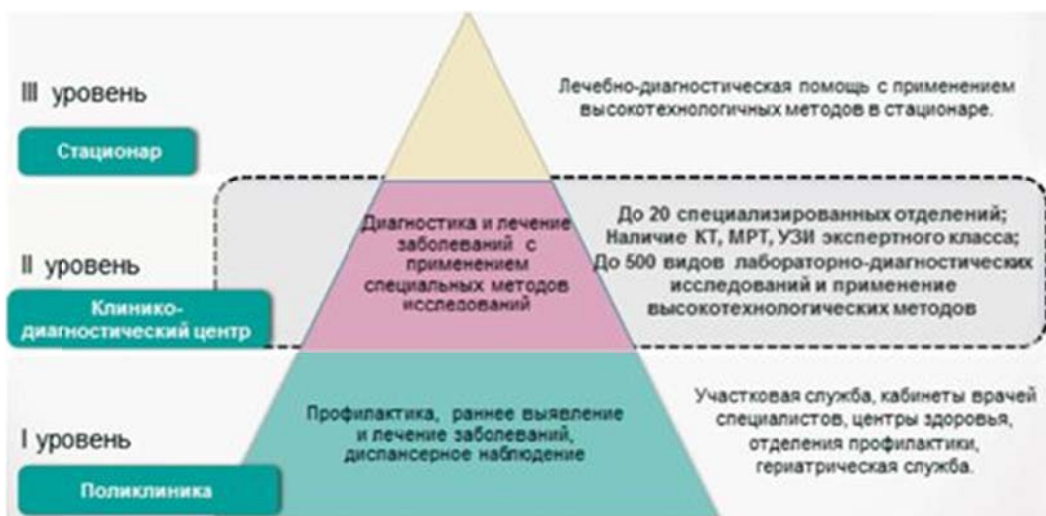 III уровень
Стационар
Лечебно-диагностическая помощь с применением
высокотехнологичных методов в стационаре.
II уровень
Клинико-
диагностический центр
Диагностика и лечение
заболеваний с
применением
специальных методов
исследований
До 20 специализированных отделений;
Наличие КТ, МРТ, УЗИ экспертного класса;
До 500 видов лабораторно-диагностических
исследований и применение
высокотехнологических методов
I уровень
Поликлиника
Профилактика, раннее выявление
и лечение заболеваний,
диспансерное наблюдение
Участковая служба, кабинеты врачей
специалистов, центры здоровья,
отделения профилактики,
гериатрическая служба.